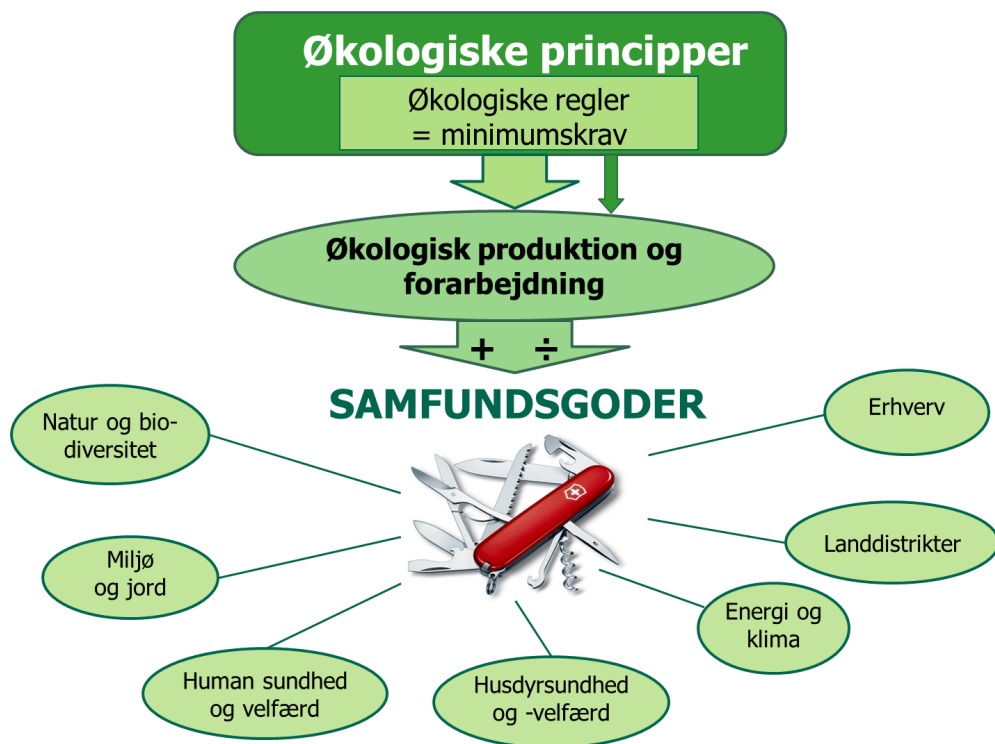 Økologiske principper
Økologiske regler
= minimumskrav
Økologisk produktion og
forarbejdning
+ ÷
SAMFUNDSGODER
Natur og bio-
diversitet
Erhverv
Miljø
og jord
Landdistrikter
Energi og
klima
Human sundhed
og velfærd
Husdyrsundhed
og -velfærd